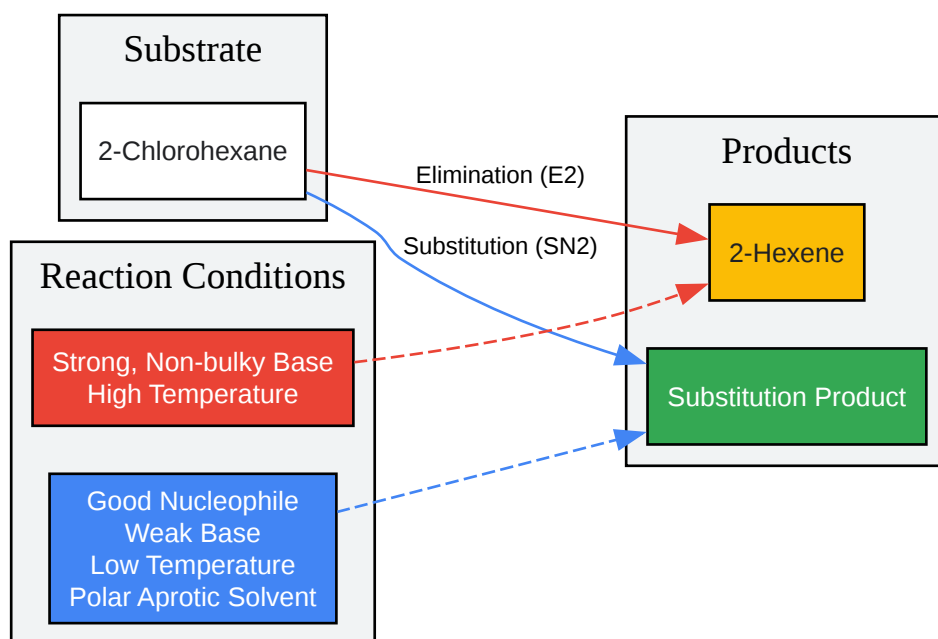 Substrate
2-Chlorohexane
Elimination (E2)
Substitution (SN2)
Products
2-Hexene
Substitution Product
Reaction Conditions
Strong, Non-bulky Base
High Temperature
Good Nucleophile
Weak Base
Low Temperature
Polar Aprotic Solvent